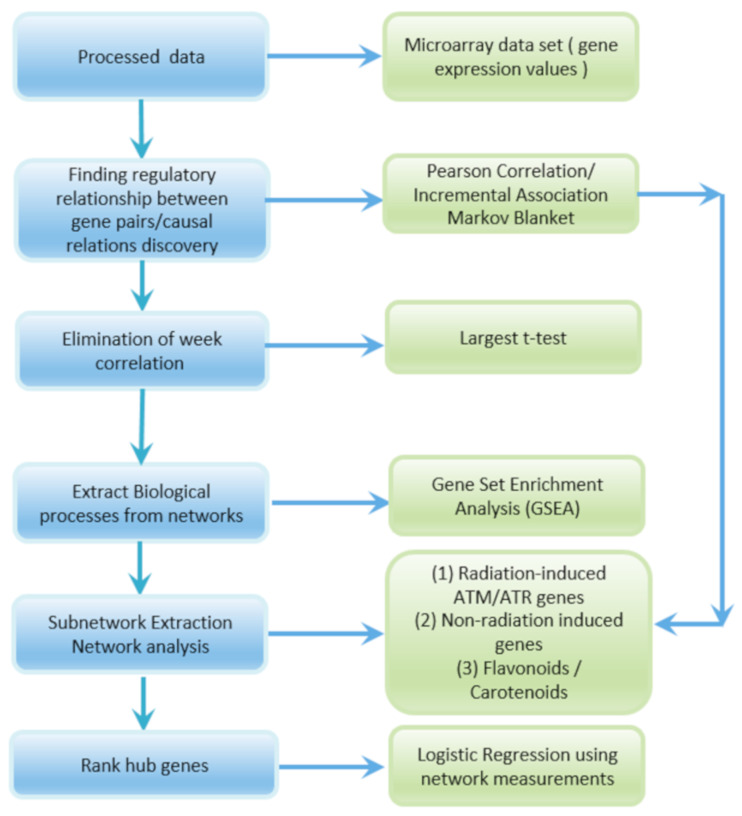 Processed data
Microarray data set ( gene
expression values )
Finding regulatory
relationship between
gene pairs/causal
relations discovery
Pearson Correlation/
Incremental Association
Markov Blanket
Elimination of week
correlation
Largest t-test
Extract Biological
processes from networks
Gene Set Enrichment
Analysis (GSEA)
Subnetwork Extraction
Network analysis
(1) Radiation-induced
ATM/ATR genes
(2) Non-radiation induced
genes
(3) Flavonoids /
Carotenoids
Rank hub genes
Logistic Regression using
network measurements